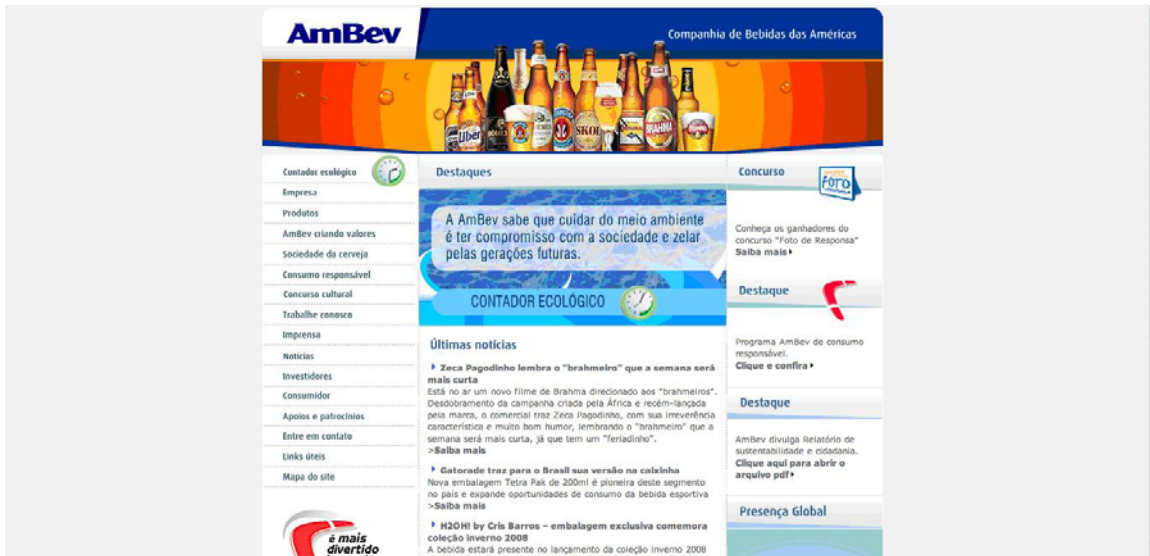 AmBev
Companhia de Bebidas das Américas
Liber
BOHEMIA
SKOL
ORIGINAL
BRAHMA
Contador ecológico
Empresa
Produtos
AmBev criando valores
Sociedade da cerveja
Consumo responsável
Concurso cultural
Trabalhe conosco
Imprensa
Notícias
Investidores
Consumidor
Apoios e patrocínios
Entre em contato
Links úteis
Mapa do site
é mais
divertido
Destaques
A AmBev sabe que cuidar do meio ambiente
é ter compromisso com a sociedade e zelar
pelas gerações futuras.
CONTADOR ECOLÓGICO
Últimas notícias
Zeca Pagodinho lembra o "brahmeiro" que a semana será
mais curta
Está no ar um novo filme de Brahma direcionado aos "brahmeiros".
Desdobramento da campanha criada pela África e recém-lançada
pela marca, o comercial traz Zeca Pagodinho, com sua irreverência
característica e muito bom humor, lembrando o "brahmeiro" que a
semana será mais curta, já que tem um "feriadinho".
>Saiba mais
Gatorade traz para o Brasil sua versão na caixinha
Nova embalagem Tetra Pak de 200ml é pioneira deste segmento
no país e expande oportunidades de consumo da bebida esportiva
>Saiba mais
H2OH! by Cris Barros – embalagem exclusiva comemora
coleção inverno 2008
A bebida estará presente no lançamento da coleção inverno 2008
Concurso
FOTO
Conheça os ganhadores do
concurso "Foto de Responsa"
Saiba mais
Destaque
Programa AmBev de consumo
responsável.
Clique e confira
Destaque
AmBev divulga Relatório de
sustentabilidade e cidadania.
Clique aqui para abrir o
arquivo pdf
Presença Global